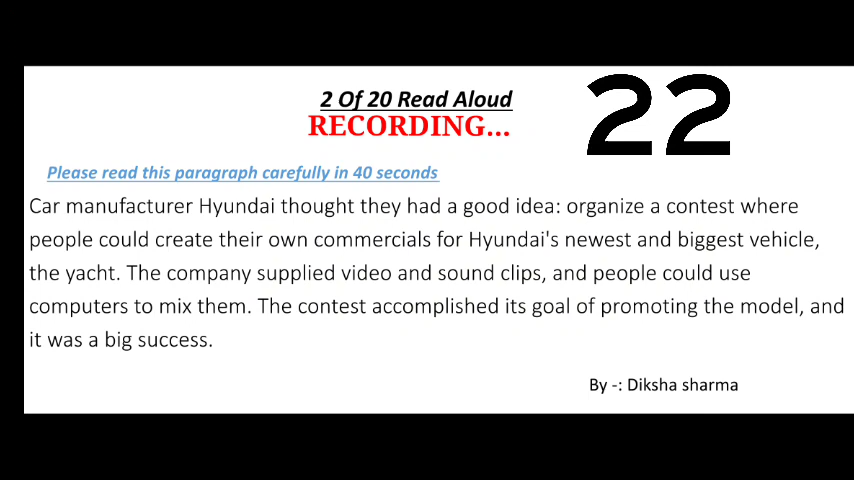 2 Of 20 Read Aloud
RECORDING...
22
Please read this paragraph carefully in 40 seconds
Car manufacturer Hyundai thought they had a good idea: organize a contest where
people could create their own commercials for Hyundai's newest and biggest vehicle,
the yacht. The company supplied video and sound clips, and people could use
computers to mix them. The contest accomplished its goal of promoting the model, and
it was a big success.
By -: Diksha sharma